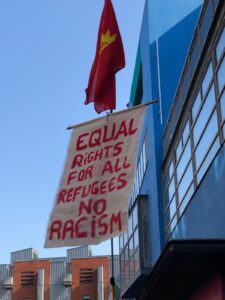 EQUAL
RIGHTS
FOR ALL
REFUGEES
NO
RACISM